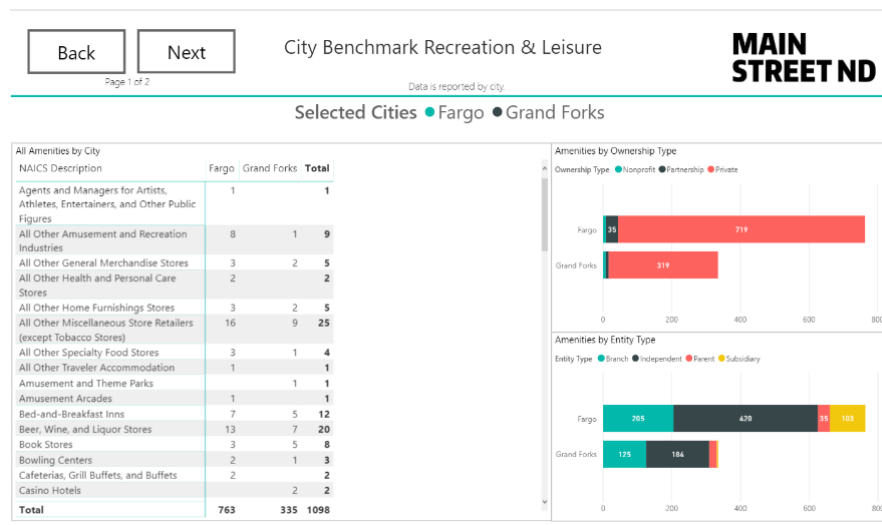 Back
Next
Page 1 of 2
City Benchmark Recreation & Leisure
Data is reported by city.
MAIN
STREET ND
Selected Cities Fargo Grand Forks
All Amenities by City
NAICS Description Fargo Grand Forks Total
Agents and Managers for Artists, 1 1
Athletes, Entertainers, and Other Public
Figures
All Other Amusement and Recreation 8 1 9
Industries
All Other General Merchandise Stores 3 2 5
All Other Health and Personal Care 2 2
Stores
All Other Home Furnishings Stores 3 2 5
All Other Miscellaneous Store Retailers 16 9 25
(except Tobacco Stores)
All Other Specialty Food Stores 3 1 4
All Other Traveler Accommodation 1 1
Amusement and Theme Parks 1 1
Amusement Arcades 1 1
Bed-and-Breakfast Inns 7 5 12
Beer, Wine, and Liquor Stores 13 7 20
Book Stores 3 5 8
Bowling Centers 2 1 3
Cafeterias, Grill Buffets, and Buffets 2 2
Casino Hotels 2 2
Total 763 335 1098
Amenities by Ownership Type
Ownership Type Nonprofit Partnership Private
Fargo 35 719
Grand Forks 319
0 200 400 600 800
Amenities by Entity Type
Entity Type Branch Independent Parent Subsidiary
Fargo 205 420 35 103
Grand Forks 125 184
0 200 400 600 800